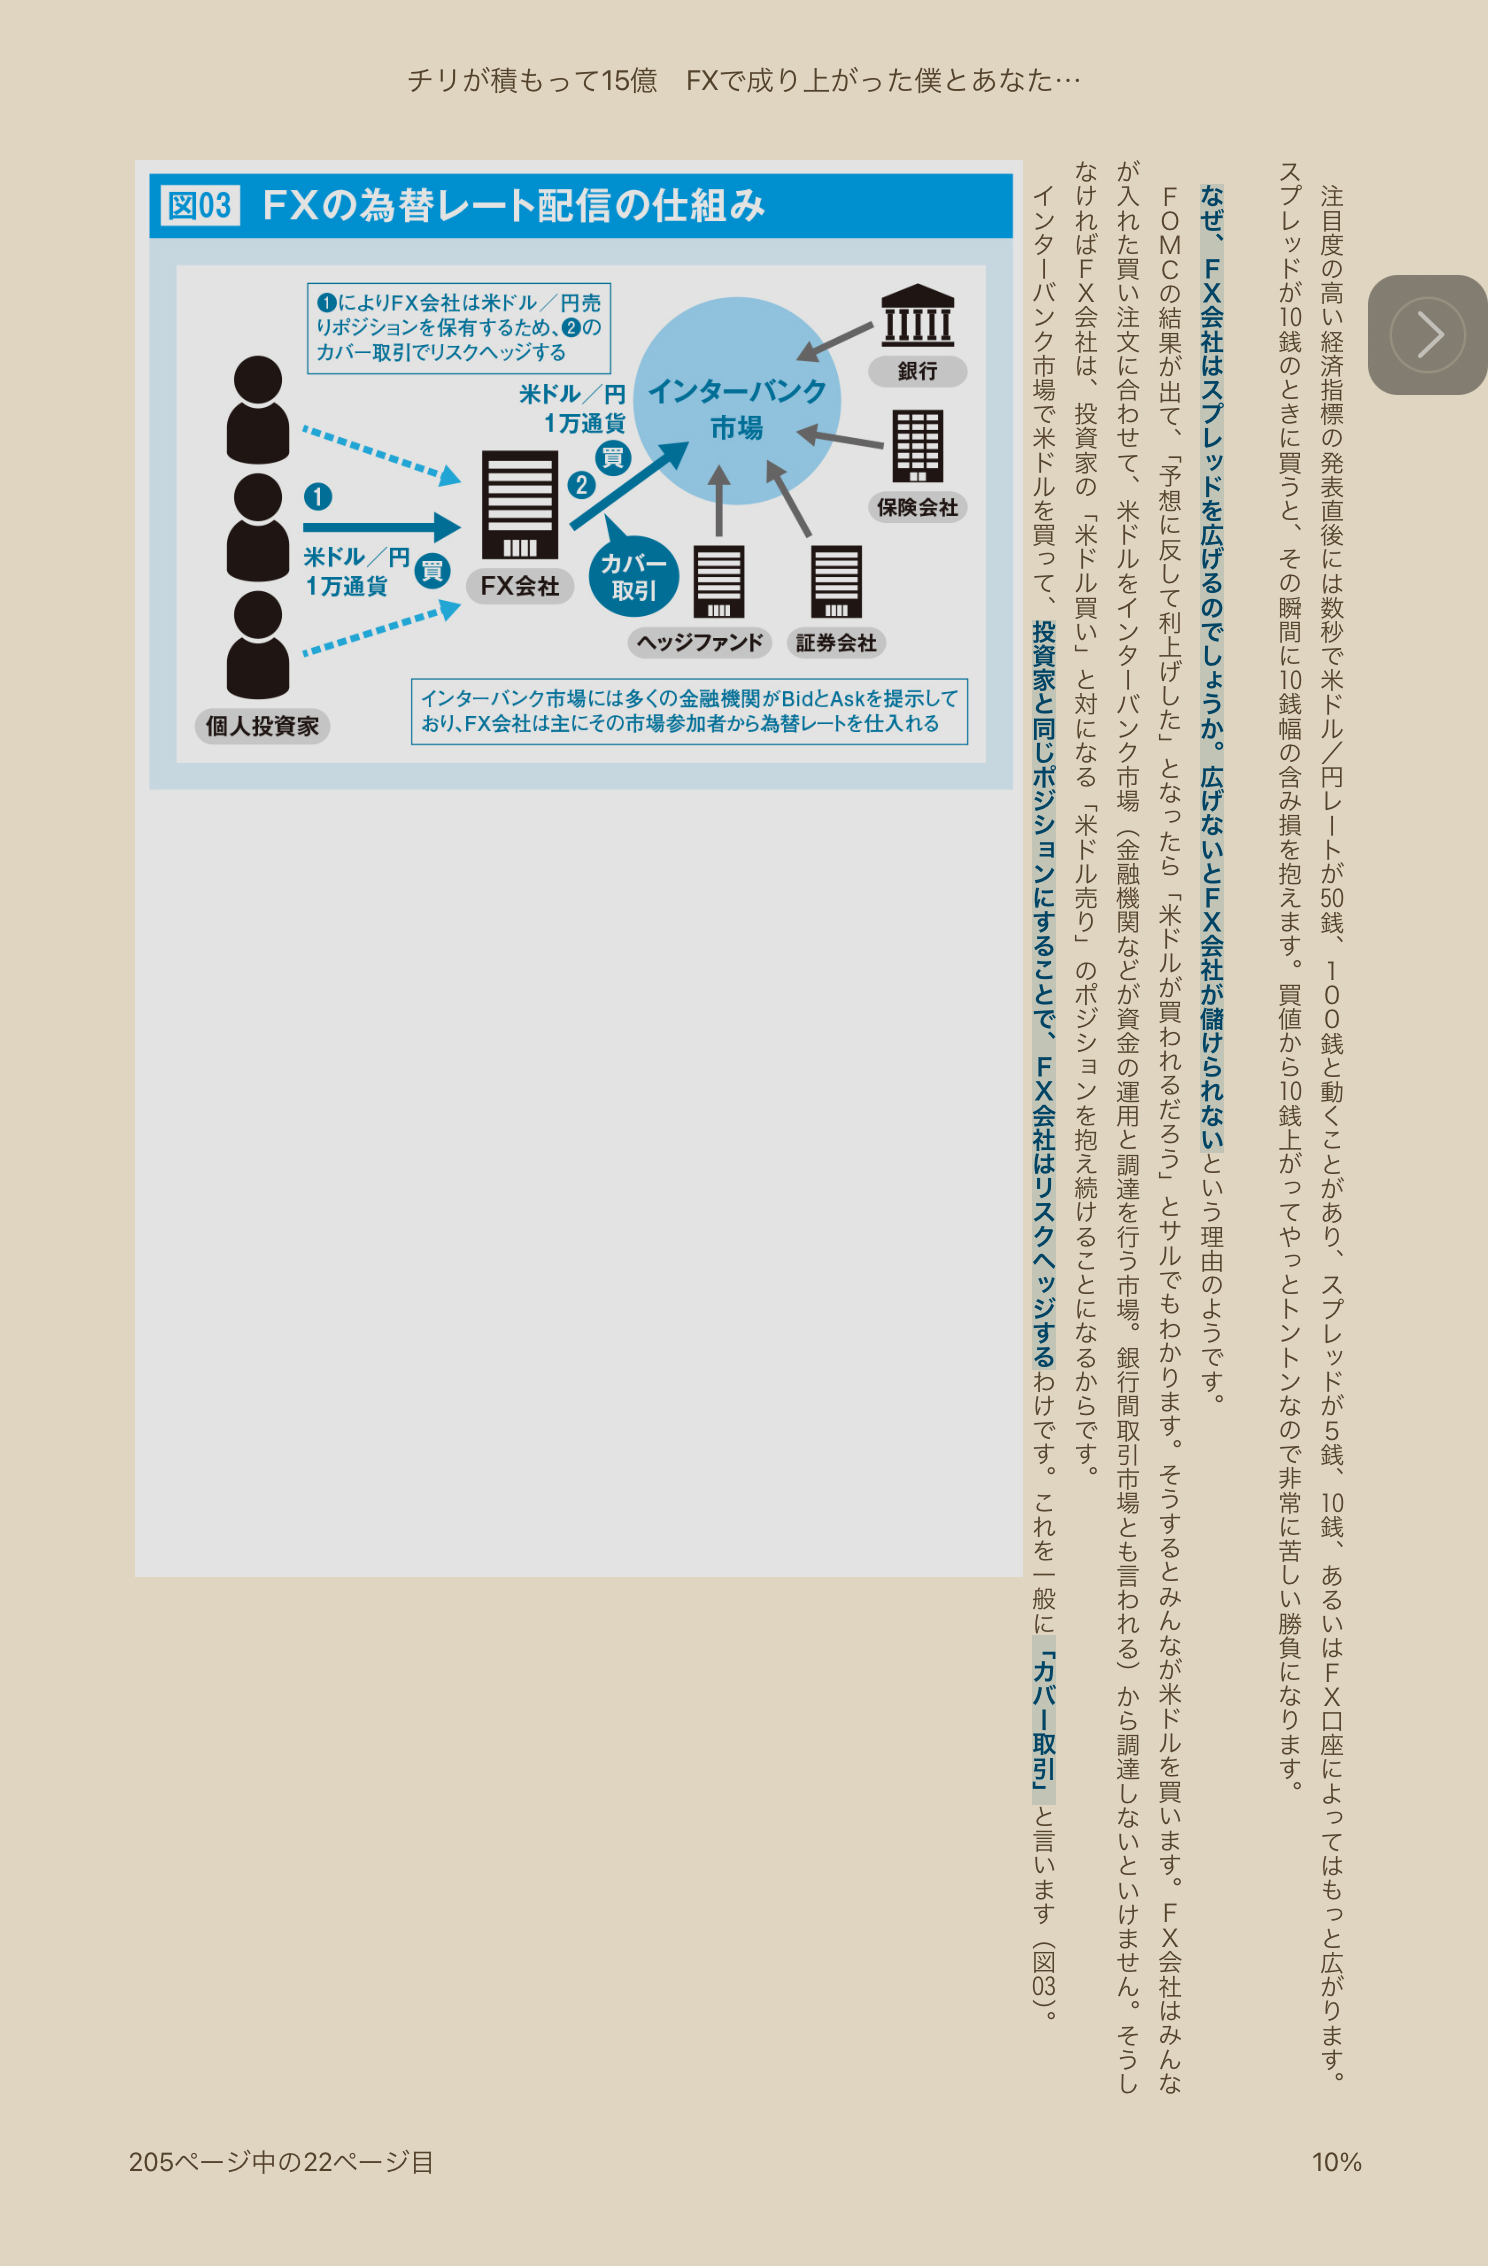 チリが積もって15億　FXで成り上がった僕とあなた…
注目度の高い経済指標の発表直後には数秒で米ドル／円レートが50銭、100銭と動くことがあり、スプレッドが5銭、10銭、あるいはFX口座によってはもっと広がります。
スプレッドが10銭のときに買うと、その瞬間に10銭幅の含み損を抱えます。買値から10銭上がってやっとトントンなので非常に苦しい勝負になります。
なぜ、FX会社はスプレッドを広げるのでしょうか。広げないとFX会社が儲けられないという理由のようです。
FOMCの結果が出て、「予想に反して利上げした」となったら「米ドルが買われるだろう」とサルでもわかります。そうするとみんなが米ドルを買います。FX会社はみんな
が入れた買い注文に合わせて、米ドルをインターバンク市場（金融機関などが資金の運用と調達を行う市場。銀行間取引市場とも言われる）から調達しないといけません。そうし
なければFX会社は、投資家の「米ドル買い」と対になる「米ドル売り」のポジションを抱え続けることになるからです。
インターバンク市場で米ドルを買って、投資家と同じポジションにすることで、FX会社はリスクヘッジするわけです。これを一般に「カバー取引」と言います（図03）。
図03 FXの為替レート配信の仕組み
❶によりFX会社は米ドル／円売
りポジションを保有するため、❷の
カバー取引でリスクヘッジする
米ドル／円
1万通貨
買
❷
インターバンク
市場
銀行
保険会社
❶
米ドル／円
1万通貨
買
FX会社
カバー
取引
ヘッジファンド
証券会社
個人投資家
インターバンク市場には多くの金融機関がBidとAskを提示して
おり、FX会社は主にその市場参加者から為替レートを仕入れる
205ページ中の22ページ目
10%